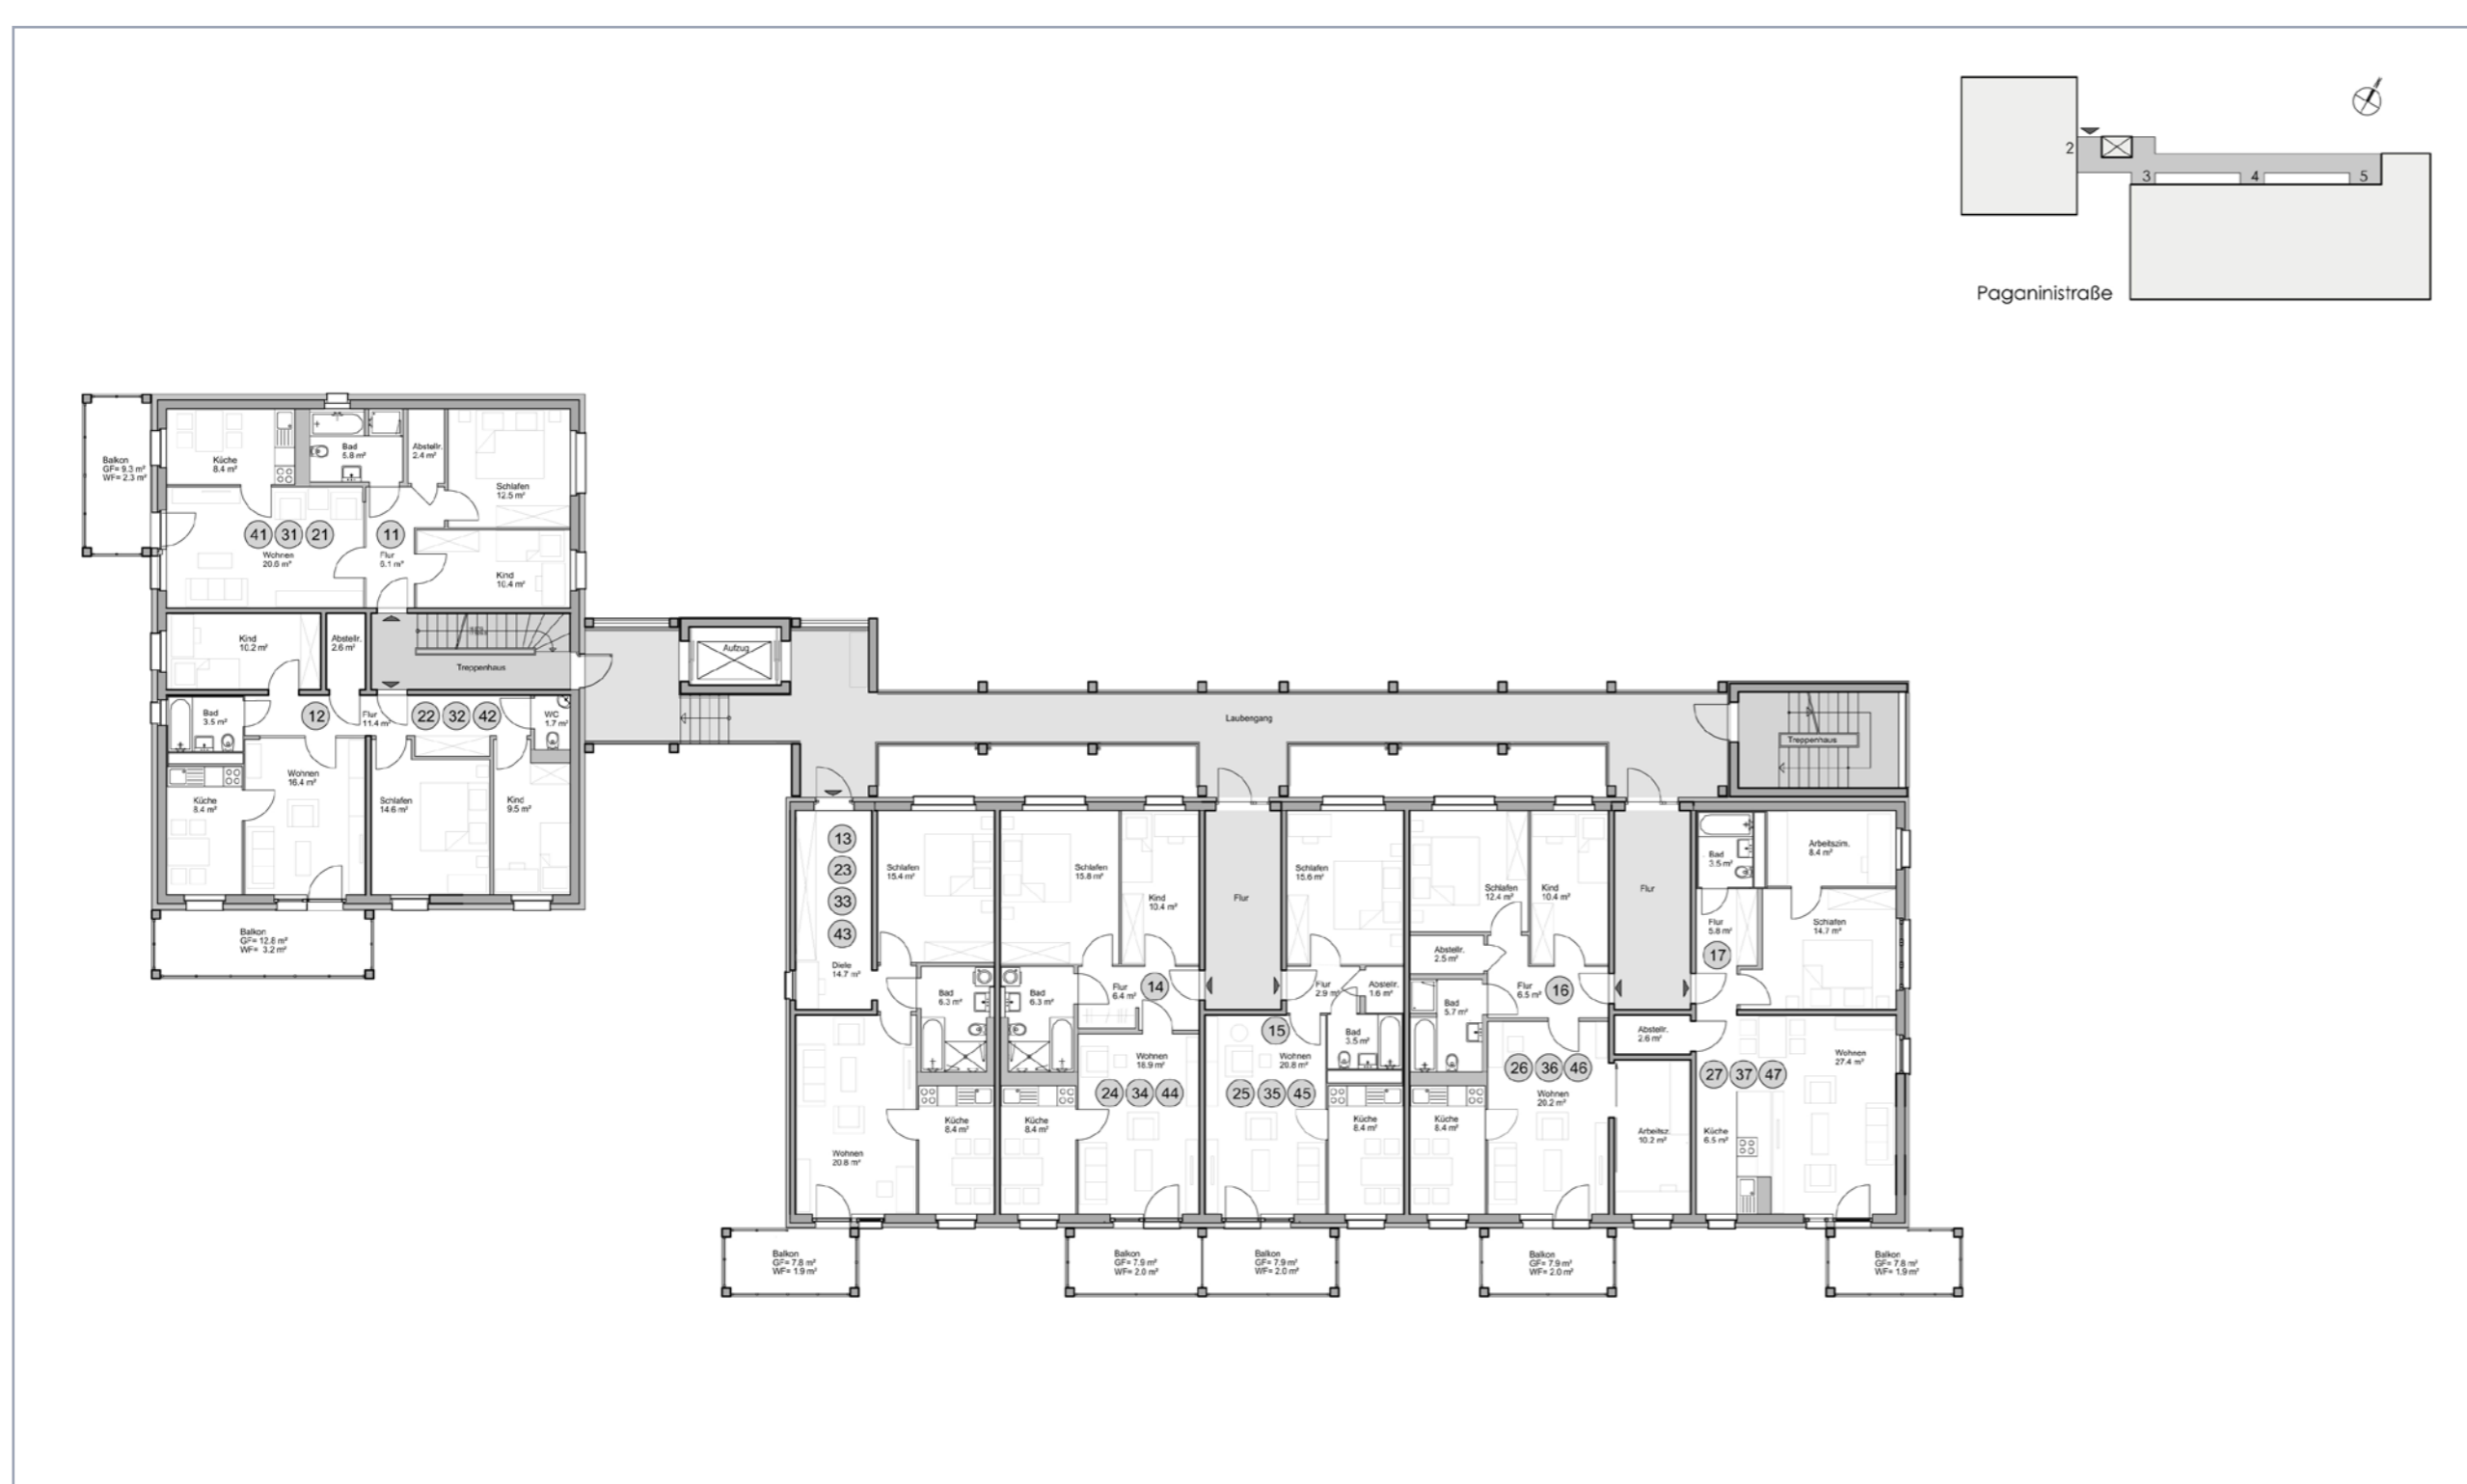 2
3
4
5
Paganinistraße
Balkon
GF= 9.3 m²
WF= 2.3 m²
Küche
8.4 m²
Bad
5.8 m²
Abstellr.
2.4 m²
Schlafen
12.5 m²
41 31 21
Wohnen
11
Flur
Kind
10.4 m²
Kind
10.2 m²
Abstellr.
2.6 m²
Treppenhaus
Aufzug
Bad
3.5 m²
12
Flur
11.4 m²
22 32 42
WC
1.7 m²
Wohnen
16.4 m²
Küche
8.4 m²
Schlafen
14.6 m²
Kind
9.5 m²
Balkon
GF= 12.8 m²
WF= 3.2 m²
Laubengang
Treppenhaus
13
23
33
43
Diele
14.7 m²
Schlafen
15.4 m²
Bad
6.3 m²
Wohnen
20.8 m²
Küche
8.4 m²
Balkon
GF= 7.8 m²
WF= 1.9 m²
Schlafen
15.8 m²
Kind
10.4 m²
Bad
6.3 m²
Flur
6.4 m²
14
Wohnen
18.9 m²
24 34 44
Küche
8.4 m²
Balkon
GF= 7.9 m²
WF= 2.0 m²
Flur
Schlafen
15.6 m²
Flur
2.9 m²
Abstellr.
1.6 m²
15
Wohnen
20.8 m²
Bad
3.5 m²
25 35 45
Küche
8.4 m²
Balkon
GF= 7.9 m²
WF= 2.0 m²
Schlafen
12.4 m²
Kind
10.4 m²
Abstellr.
2.5 m²
Flur
6.5 m²
16
Bad
5.7 m²
26 36 46
Wohnen
20.2 m²
Küche
8.4 m²
Arbeitsz.
10.2 m²
Balkon
GF= 7.9 m²
WF= 2.0 m²
Flur
Bad
3.5 m²
Arbeitszim.
8.4 m²
Flur
5.8 m²
17
Schlafen
14.7 m²
Abstellr.
2.6 m²
Wohnen
27.4 m²
27 37 47
Küche
6.5 m²
Balkon
GF= 7.8 m²
WF= 1.9 m²